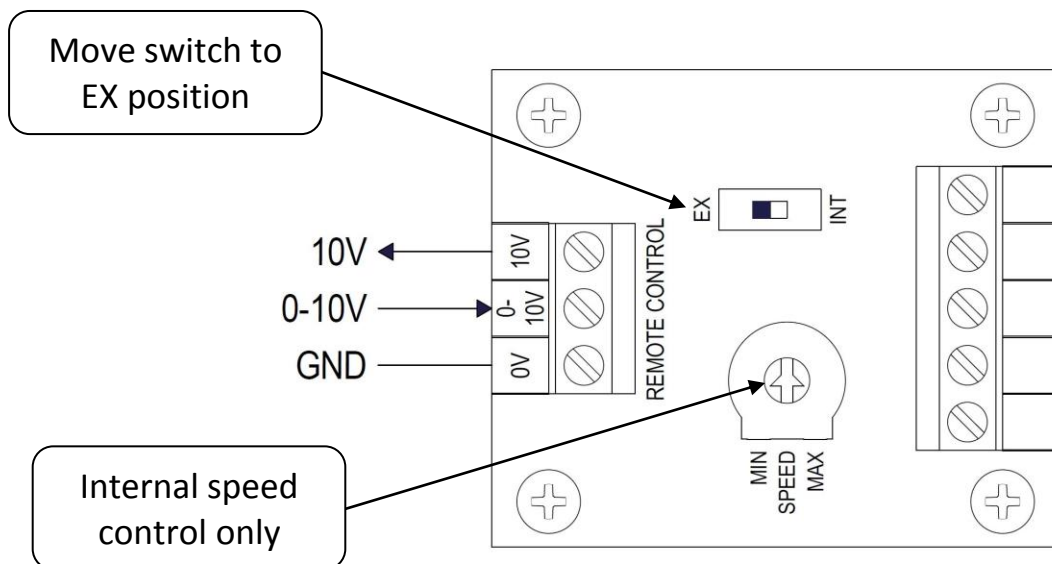 Move switch to
EX position
EX
INT
10V
10V
0-10V
0-
10V
GND
0V
REMOTE CONTROL
MIN
SPEED
MAX
Internal speed
control only